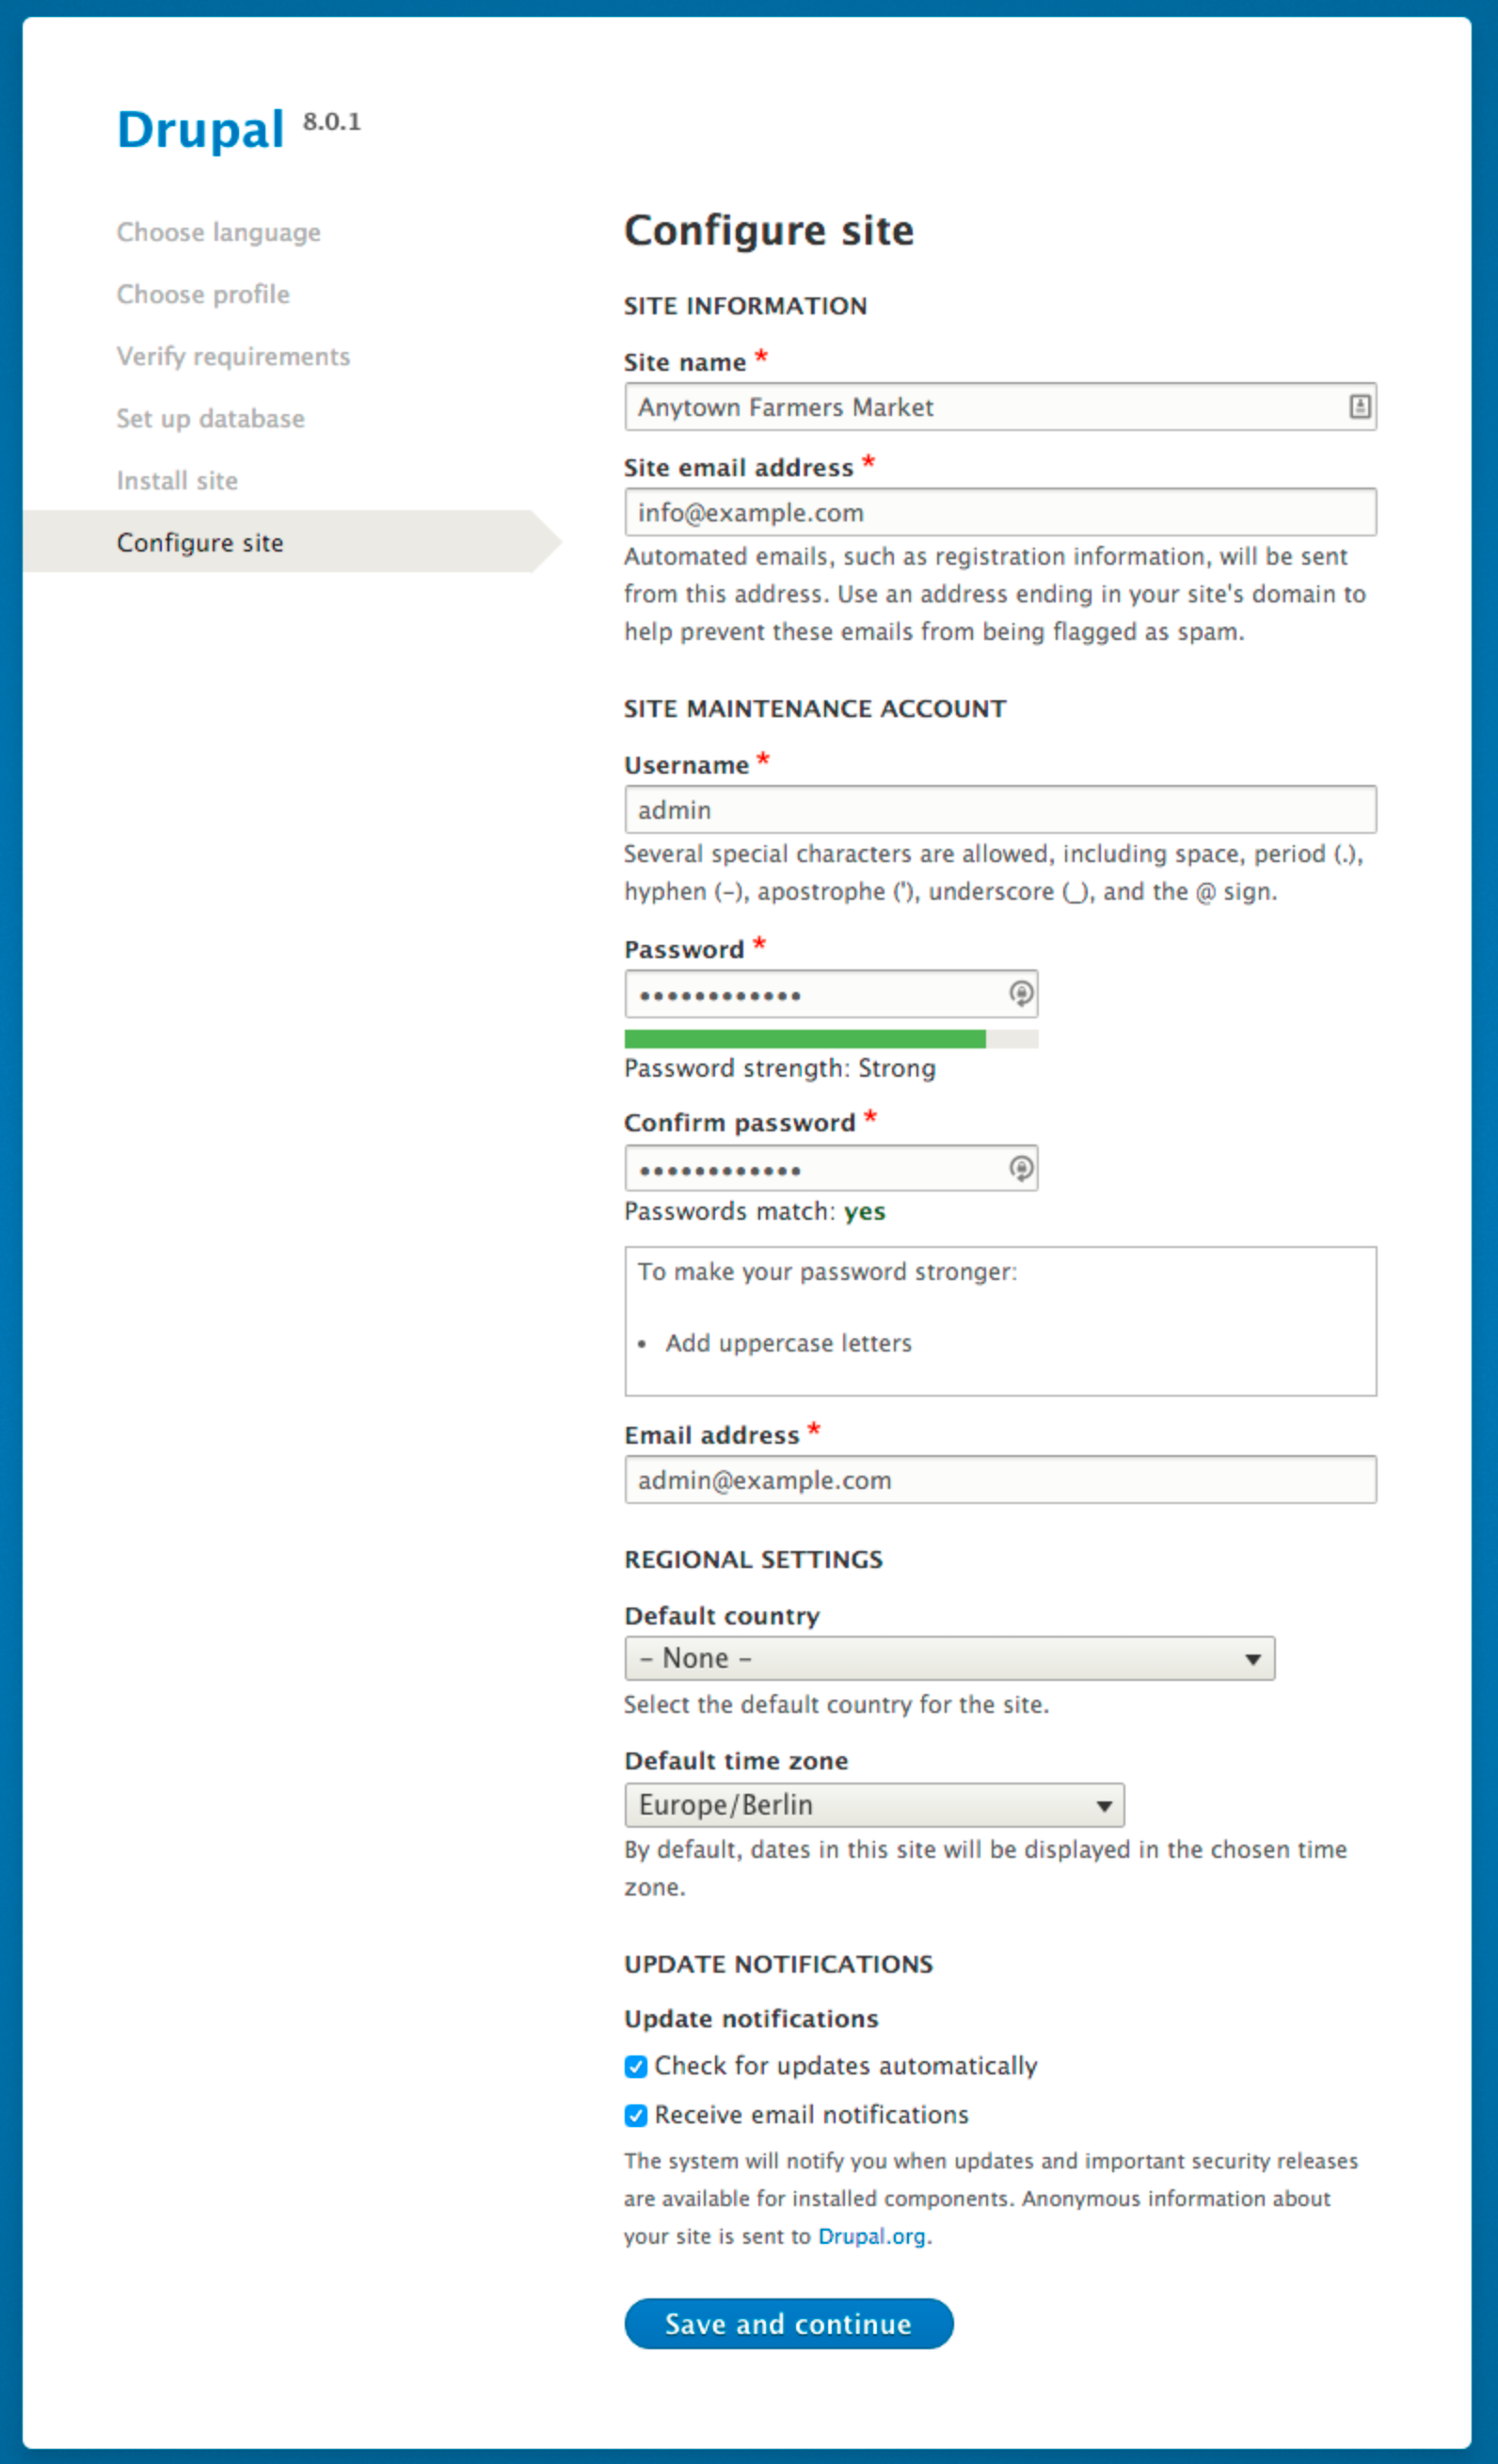 Drupal 8.0.1
Choose language
Choose profile
Verify requirements
Set up database
Install site
Configure site
Configure site
SITE INFORMATION
Site name *
Anytown Farmers Market
Site email address *
info@example.com
Automated emails, such as registration information, will be sent
from this address. Use an address ending in your site's domain to
help prevent these emails from being flagged as spam.
SITE MAINTENANCE ACCOUNT
Username *
admin
Several special characters are allowed, including space, period (.),
hyphen (-), apostrophe ('), underscore (_), and the @ sign.
Password *
••••••••••••
Password strength: Strong
Confirm password *
••••••••••••
Passwords match: yes
To make your password stronger:
• Add uppercase letters
Email address *
admin@example.com
REGIONAL SETTINGS
Default country
- None -
Select the default country for the site.
Default time zone
Europe/Berlin
By default, dates in this site will be displayed in the chosen time
zone.
UPDATE NOTIFICATIONS
Update notifications
Check for updates automatically
Receive email notifications
The system will notify you when updates and important security releases
are available for installed components. Anonymous information about
your site is sent to Drupal.org.
Save and continue